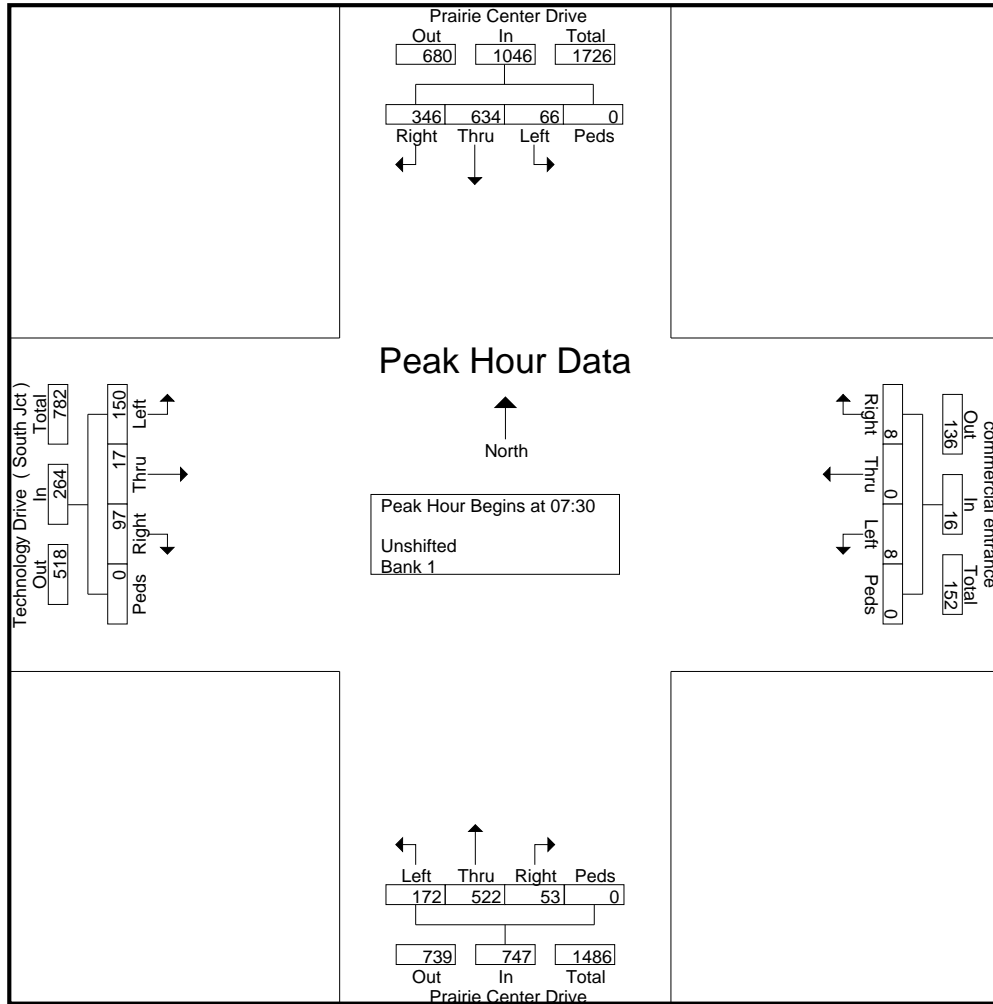 Prairie Center Drive
Out In Total
680 1046 1726
346 634 66 0
Right Thru Left Peds
Peak Hour Data
North
Peak Hour Begins at 07:30
Unshifted
Bank 1
Technology Drive ( South Jct )
Out In Total
518 264 782
150 17 97 0
Left Thru Right Peds
commercial entrance
Out In Total
136 16 152
8 0 8 0
Right Thru Left Peds
Left Thru Right Peds
172 522 53 0
739 747 1486
Out In Total
Prairie Center Drive